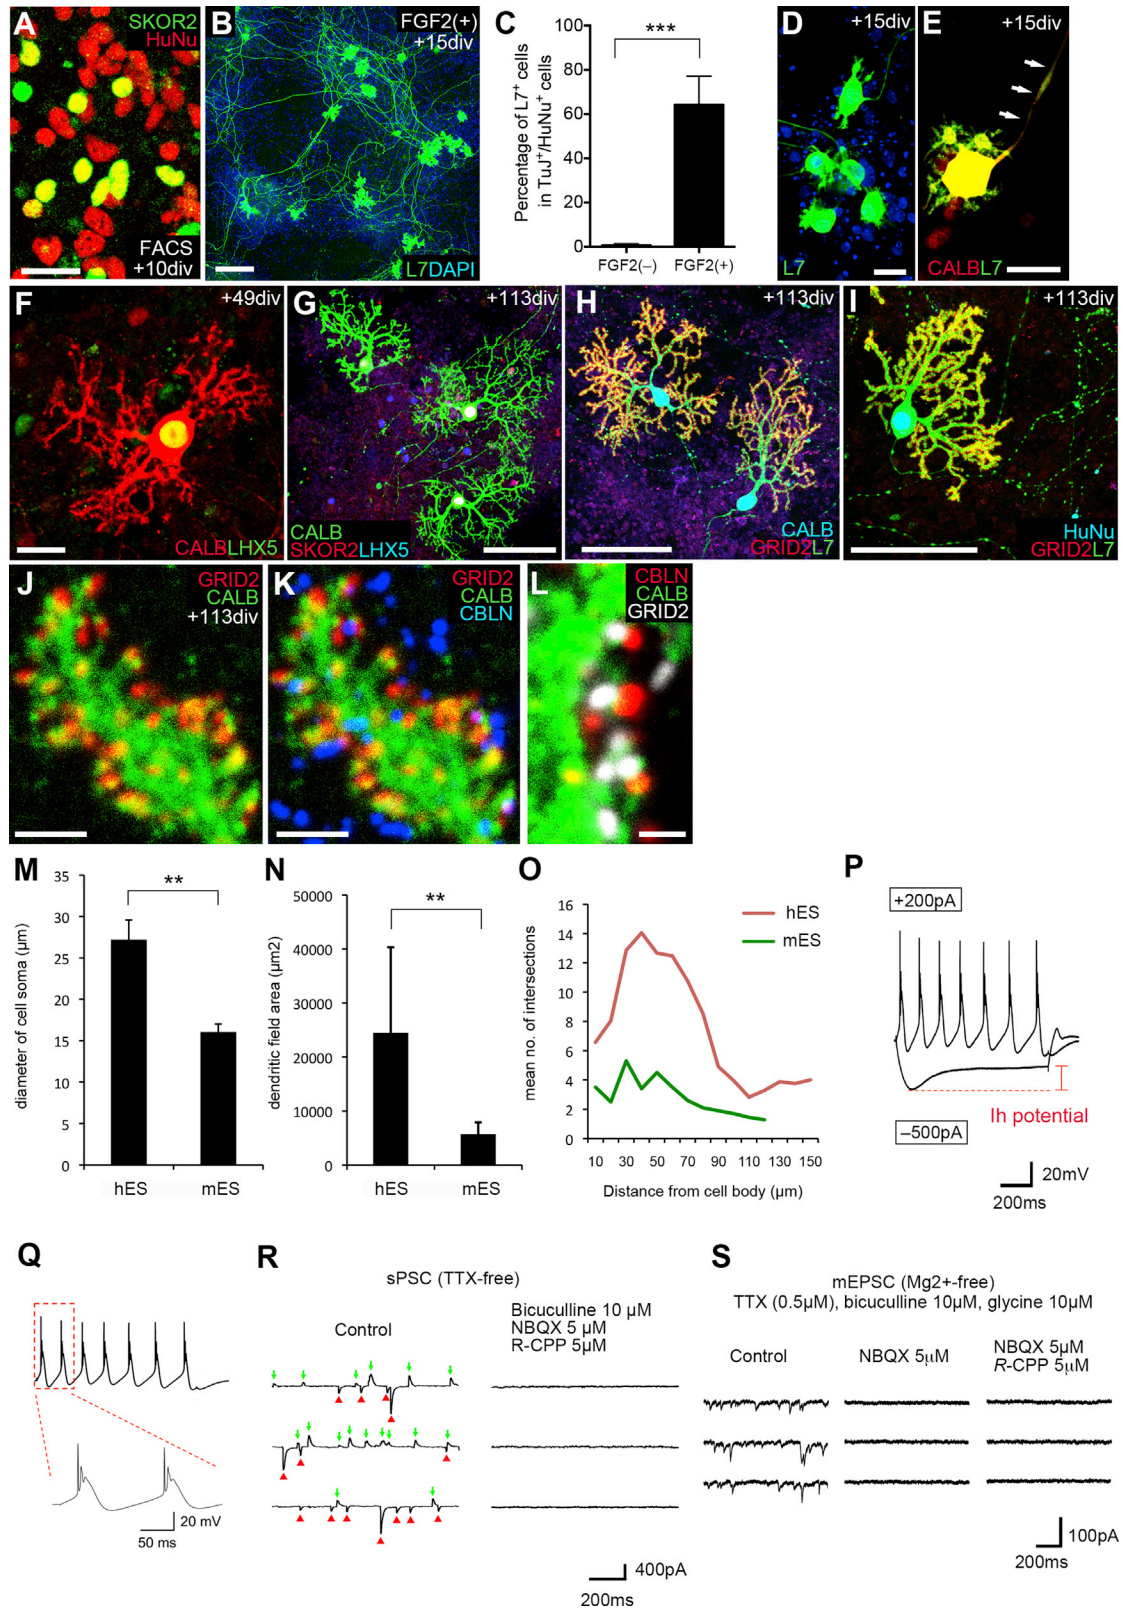 A
SKOR2
HuNu
FACS
+10div
B
FGF2(+)
+15div
L7DAPI
C
***
Percentage of L7⁺ cells
in TuJ⁺/HuNu⁺ cells
100
80
60
40
20
0
FGF2(–)
FGF2(+)
D
+15div
L7
E
+15div
CALBL7
F
+49div
CALBLHX5
G
+113div
CALB
SKOR2LHX5
H
+113div
CALB
GRID2L7
I
+113div
HuNu
GRID2L7
J
GRID2
CALB
+113div
K
GRID2
CALB
CBLN
L
CBLN
CALB
GRID2
M
**
diameter of cell soma (µm)
35
30
25
20
15
10
5
0
hES
mES
N
**
dendritic field area (µm2)
50000
40000
30000
20000
10000
0
hES
mES
O
hES
mES
mean no. of intersections
16
14
12
10
8
6
4
2
0
10 30 50 70 90 110 130 150
Distance from cell body (µm)
P
+200pA
–500pA
Ih potential
20mV
200ms
Q
20 mV
50 ms
R
sPSC (TTX-free)
Control
Bicuculline 10 µM
NBQX 5 µM
R-CPP 5µM
400pA
200ms
S
mEPSC (Mg2+-free)
TTX (0.5µM), bicuculline 10µM, glycine 10µM
Control
NBQX 5µM
NBQX 5µM
R-CPP 5µM
100pA
200ms